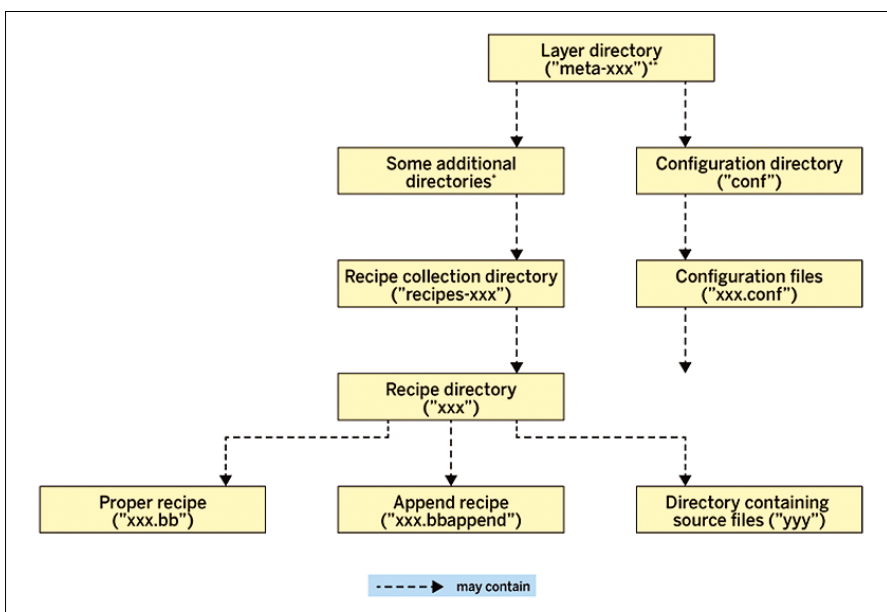 Layer directory
("meta-xxx")**
Some additional
directories*
Configuration directory
("conf")
Recipe collection directory
("recipes-xxx")
Configuration files
("xxx.conf")
Recipe directory
("xxx")
Proper recipe
("xxx.bb")
Append recipe
("xxx.bbappend")
Directory containing
source files ("yyy")
may contain